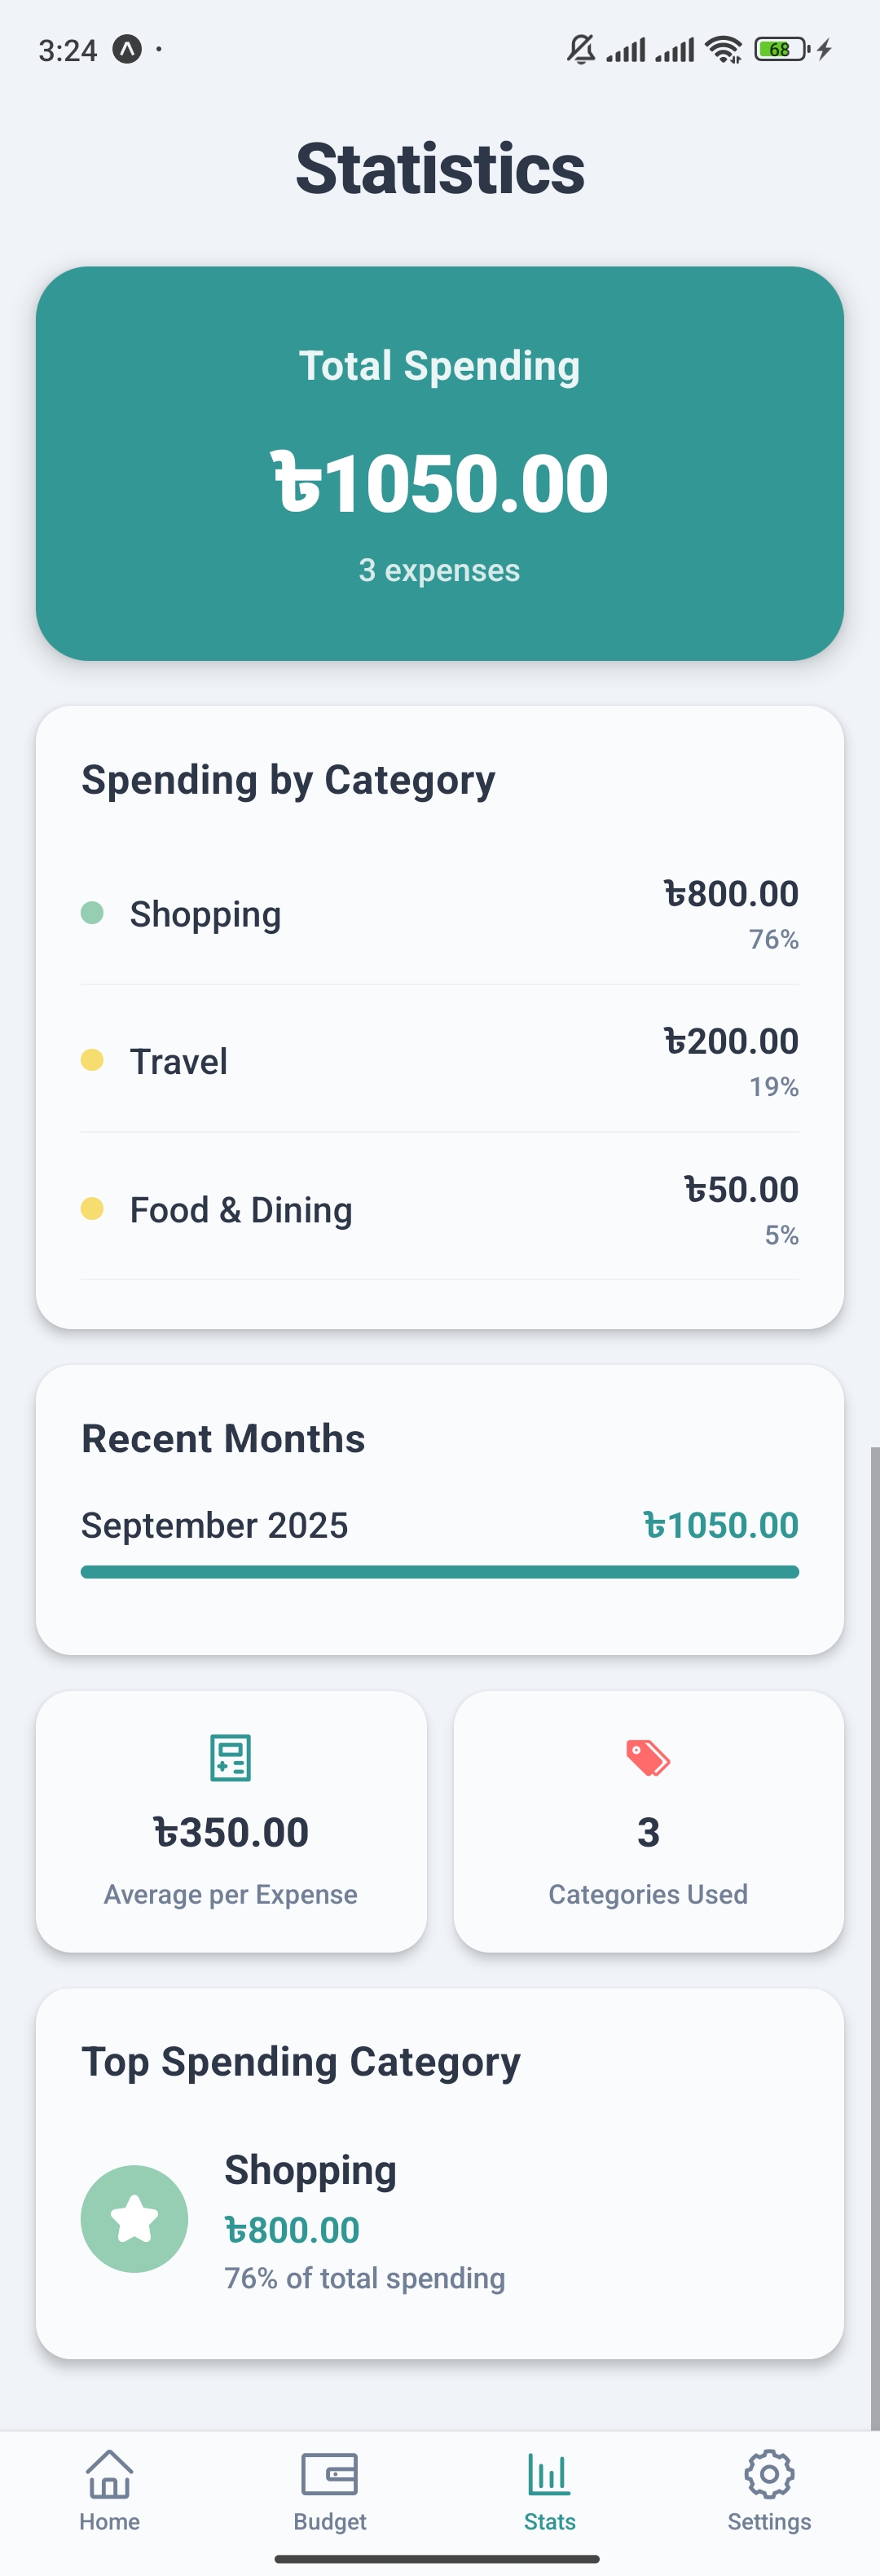 3:24
68
Statistics
Total Spending
৳1050.00
3 expenses
Spending by Category
Shopping
৳800.00
76%
Travel
৳200.00
19%
Food & Dining
৳50.00
5%
Recent Months
September 2025
৳1050.00
৳350.00
Average per Expense
3
Categories Used
Top Spending Category
Shopping
৳800.00
76% of total spending
Home
Budget
Stats
Settings